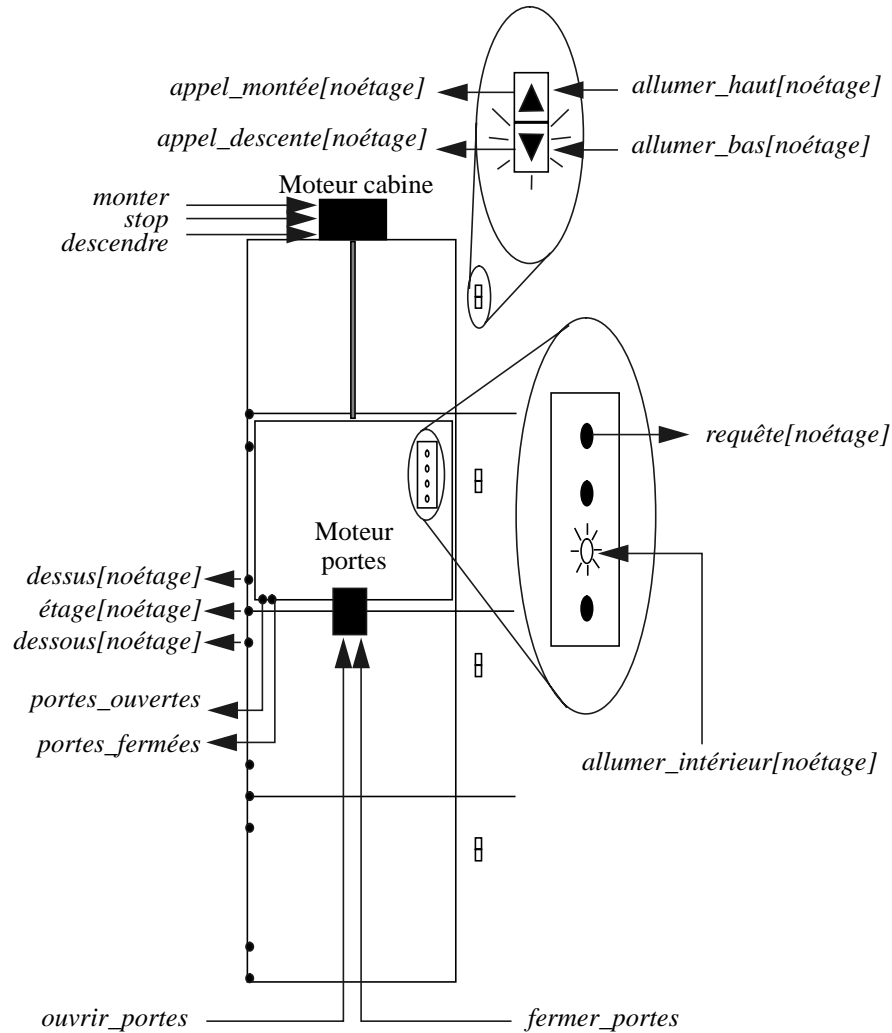 appel_montée[noétage]
allumer_haut[noétage]
appel_descente[noétage]
allumer_bas[noétage]
Moteur cabine
monter
stop
descendre
requête[noétage]
Moteur
portes
dessus[noétage]
étage[noétage]
dessous[noétage]
portes_ouvertes
portes_fermées
allumer_intérieur[noétage]
ouvrir_portes
fermer_portes